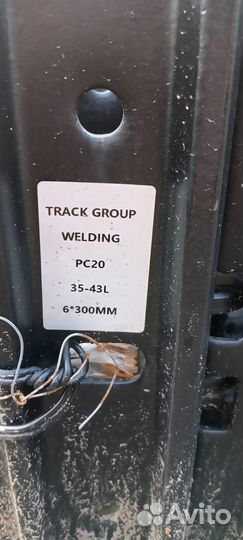 TRACK GROUP
WELDING
PC20
35-43L
6*300MM
Avito